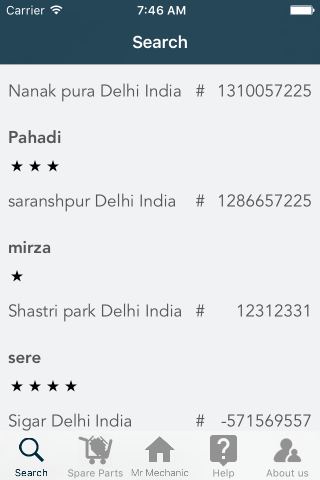 Carrier 7:46 AM
Search
Nanak pura Delhi India # 1310057225
Pahadi
★ ★ ★
saranshpur Delhi India # 1286657225
mirza
★
Shastri park Delhi India # 12312331
sere
★ ★ ★ ★
Sigar Delhi India # -571569557
Search Spare Parts Mr Mechanic Help About us